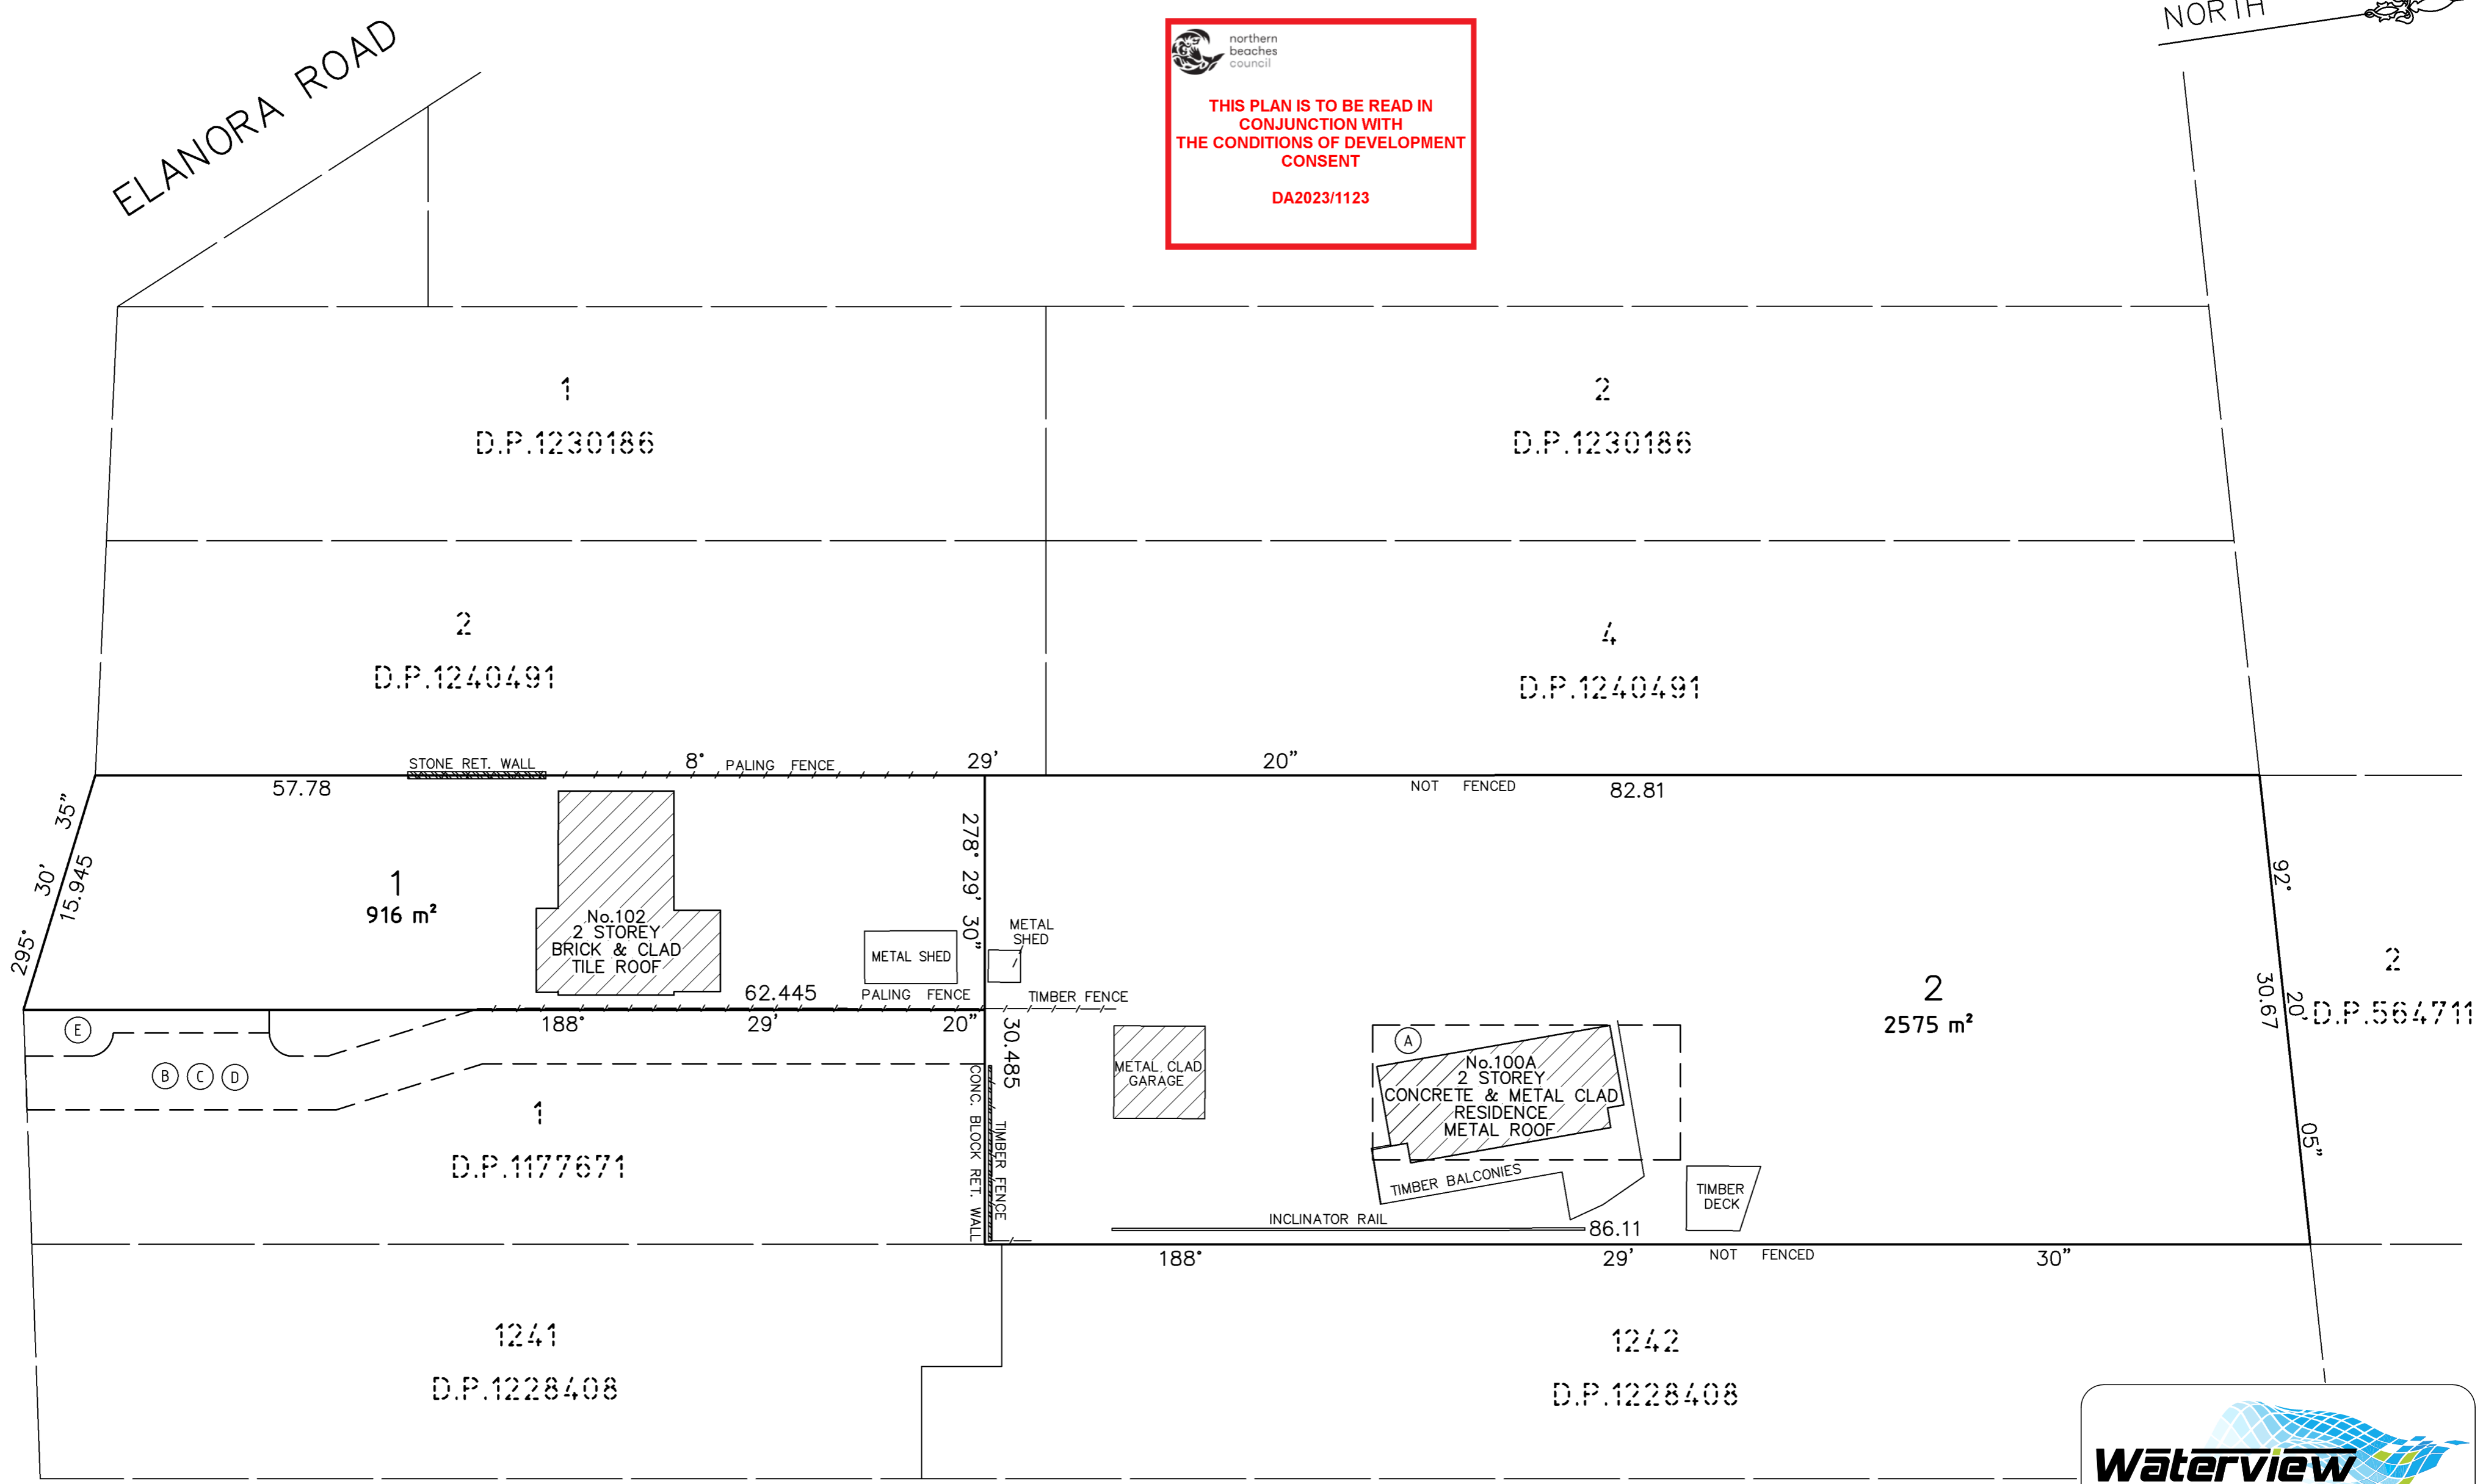 ELANORA ROAD
northern
beaches
council
THIS PLAN IS TO BE READ IN
CONJUNCTION WITH
THE CONDITIONS OF DEVELOPMENT
CONSENT
DA2023/1123
NORTH
1
D.P.1230186
2
D.P.1230186
2
D.P.1240491
4
D.P.1240491
STONE RET. WALL
8°
PALING FENCE
29'
20"
57.78
NOT FENCED
82.81
295°
30'
35"
15.945
1
916 m²
No.102
2 STOREY
BRICK & CLAD
TILE ROOF
METAL SHED
278° 29' 30"
METAL
SHED
62.445
PALING FENCE
TIMBER FENCE
188°
29'
20"
30.485
2
2575 m²
92°
20'
05"
30.67
2
D.P.564711
E
B C D
1
D.P.1177671
CONC. BLOCK RET. WALL
TIMBER FENCE
METAL CLAD
GARAGE
A
No.100A
2 STOREY
CONCRETE & METAL CLAD
RESIDENCE
METAL ROOF
TIMBER BALCONIES
TIMBER
DECK
INCLINATOR RAIL
86.11
188°
29'
NOT FENCED
30"
1241
D.P.1228408
1242
D.P.1228408
Waterview